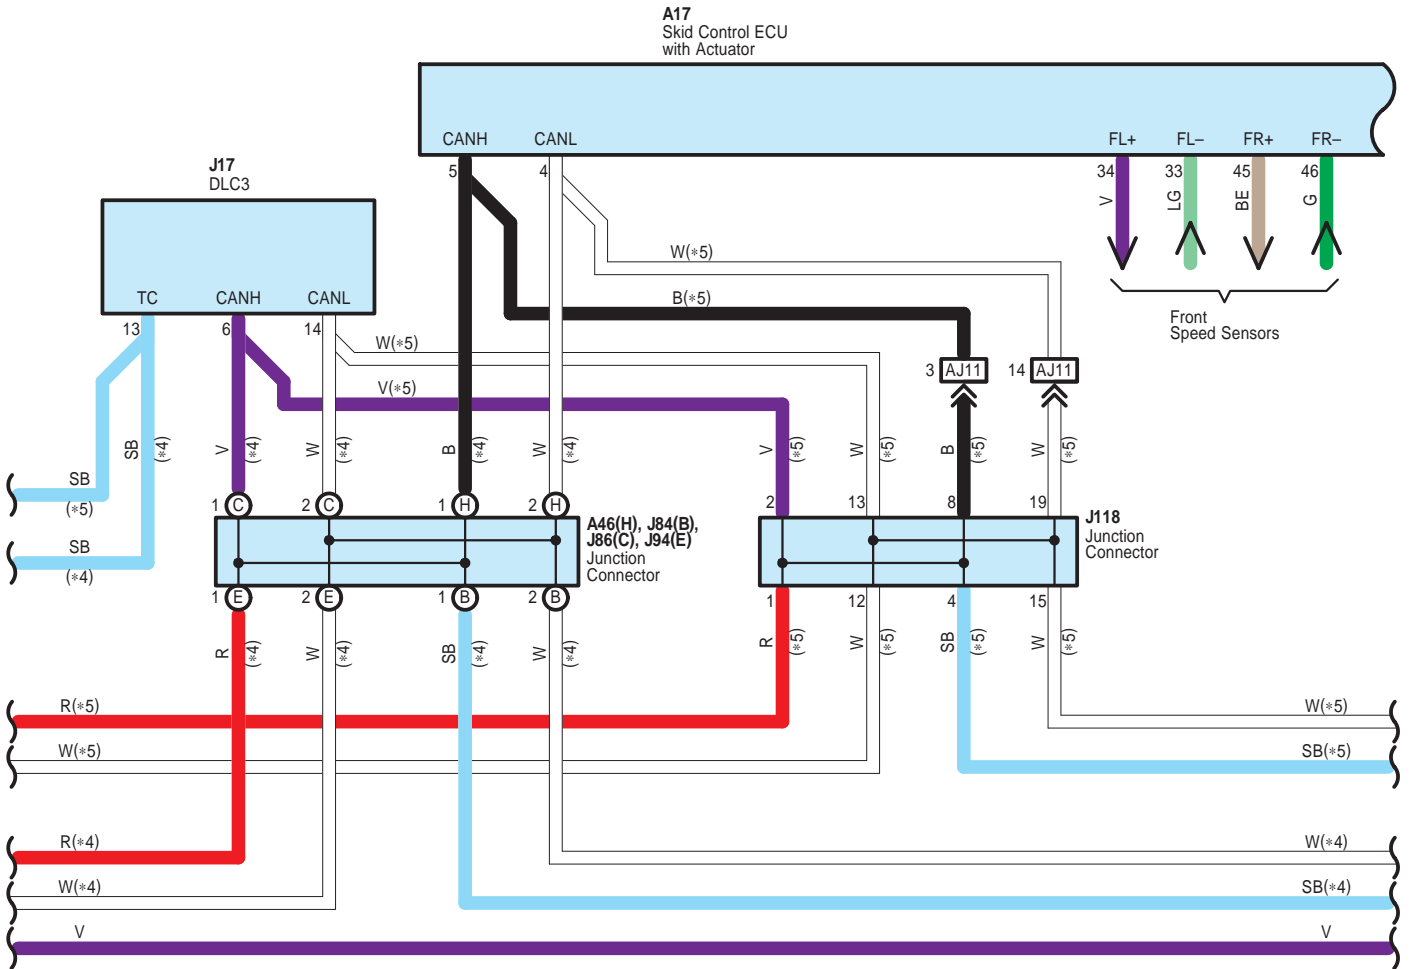 A17
Skid Control ECU
with Actuator
CANH
CANL
FL+
FL–
FR+
FR–
5
4
34
33
45
46
V
LG
BE
G
Front
Speed Sensors
J17
DLC3
TC
CANH
CANL
13
6
14
W(*5)
B(*5)
W(*5)
V(*5)
3 AJ11
14 AJ11
SB
(*4)
V
(*4)
W
(*4)
B
(*4)
W
(*4)
V
(*5)
W
(*5)
B
(*5)
W
(*5)
SB
(*5)
SB
(*4)
1 C
2 C
1 H
2 H
A46(H), J84(B),
J86(C), J94(E)
Junction
Connector
2
13
8
19
J118
Junction
Connector
1 E
2 E
1 B
2 B
1
12
4
15
R
(*4)
W
(*4)
SB
(*4)
W
(*4)
R
(*5)
W
(*5)
SB
(*5)
W
(*5)
R(*5)
W(*5)
W(*5)
SB(*5)
R(*4)
W(*4)
W(*4)
SB(*4)
V
V